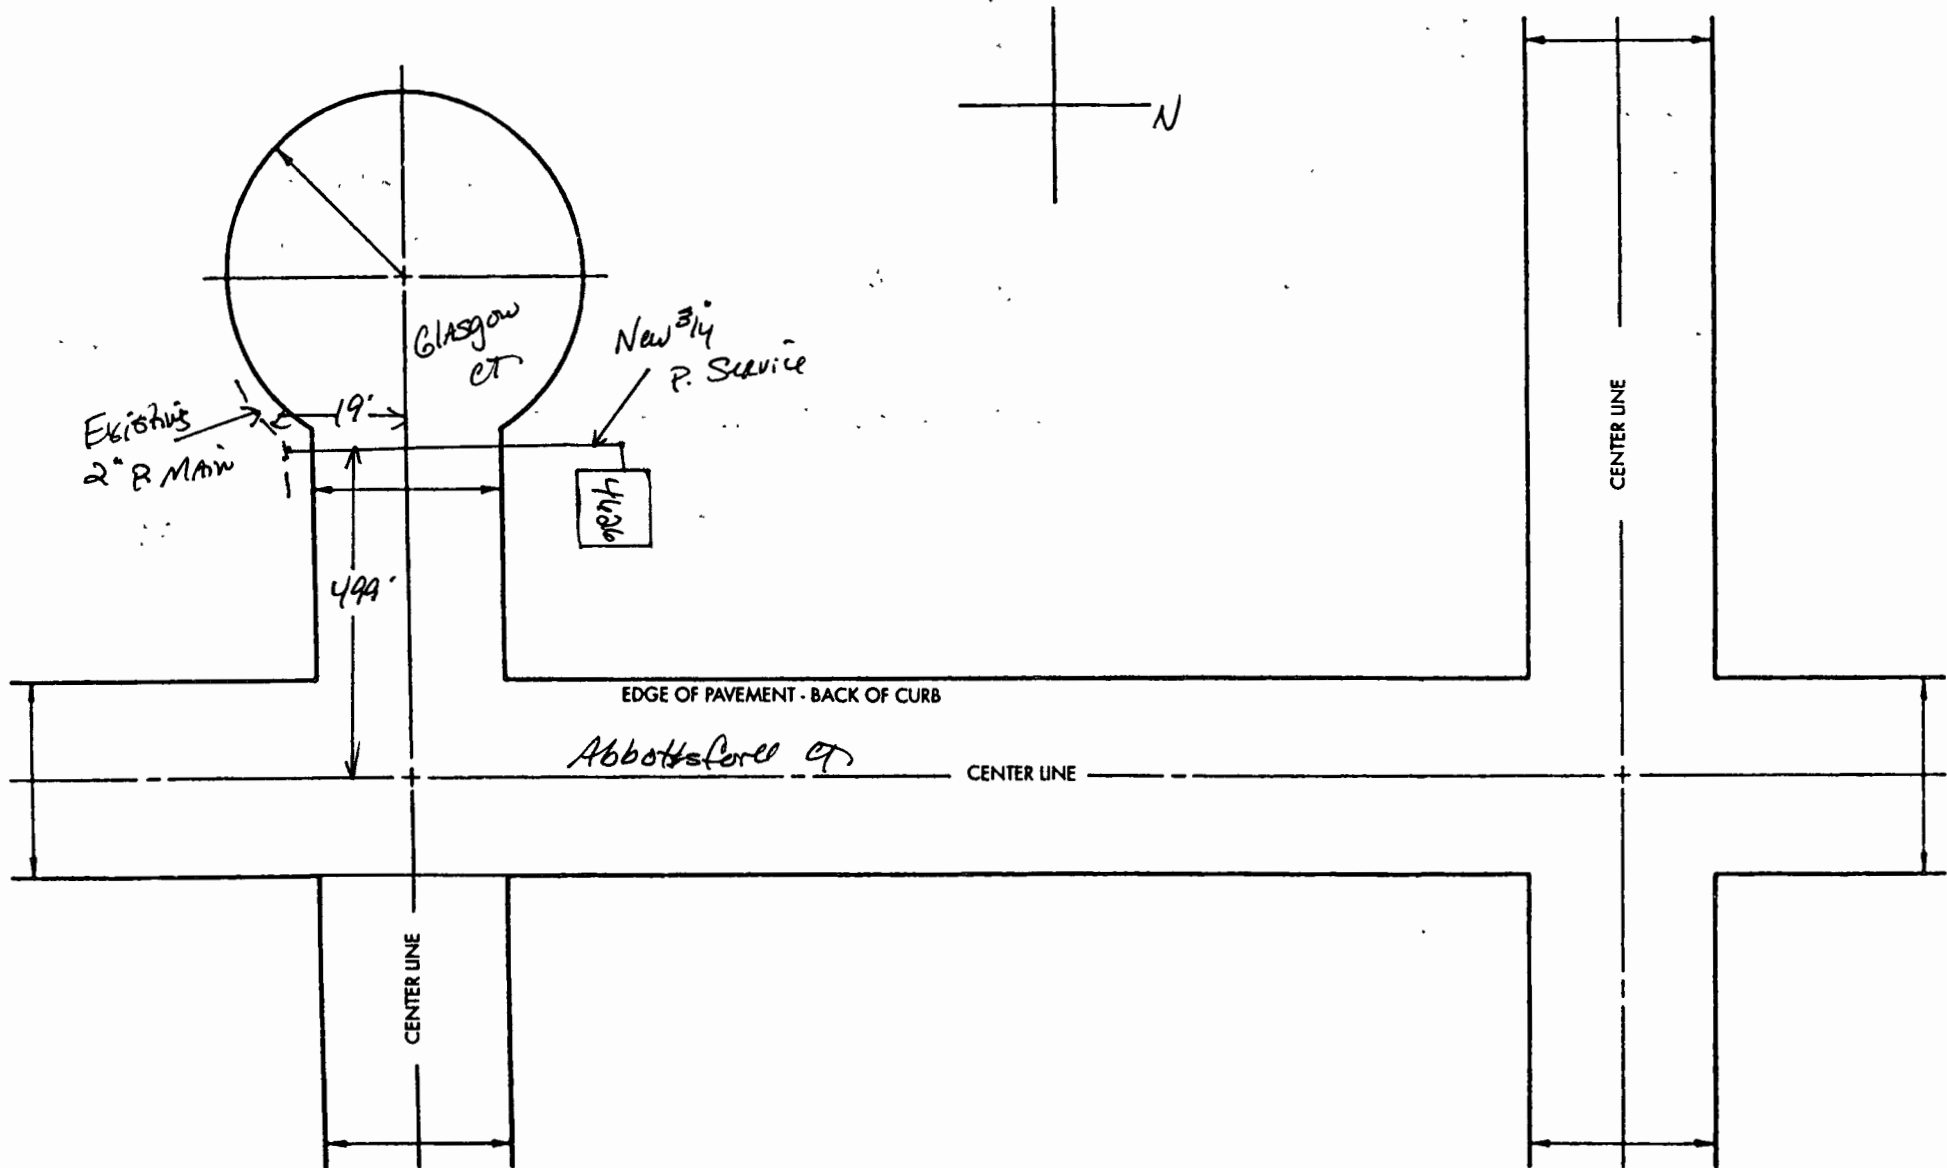 N
Glasgow
CT
New 3/4"
P. Service
19'
Existing
2" P. Main
4426
499'
CENTER LINE
EDGE OF PAVEMENT - BACK OF CURB
Abbottsford CT
CENTER LINE
CENTER LINE